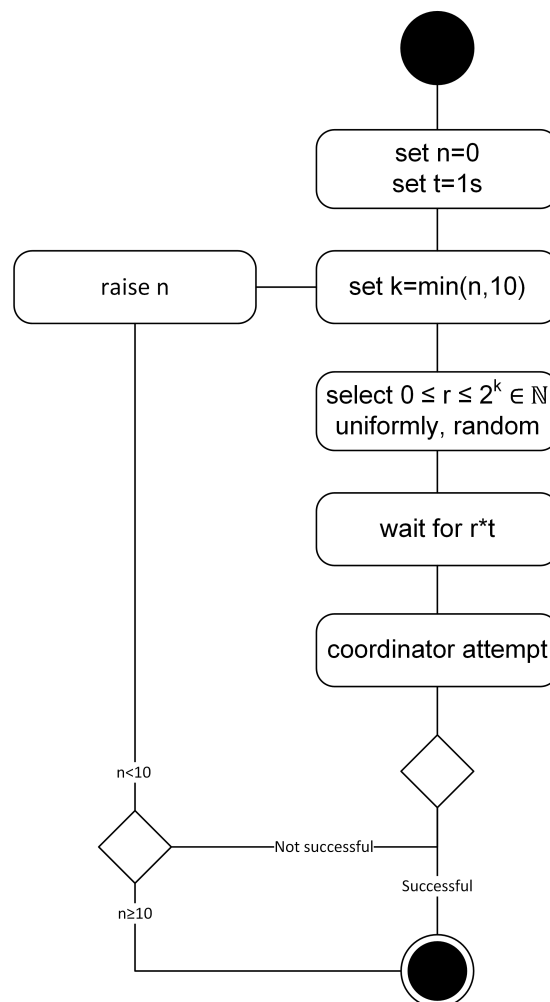 set n=0
set t=1s
raise n
set k=min(n,10)
select 0 ≤ r ≤ 2^k ∈ ℕ
uniformly, random
wait for r*t
coordinator attempt
n<10
Not successful
Successful
n≥10